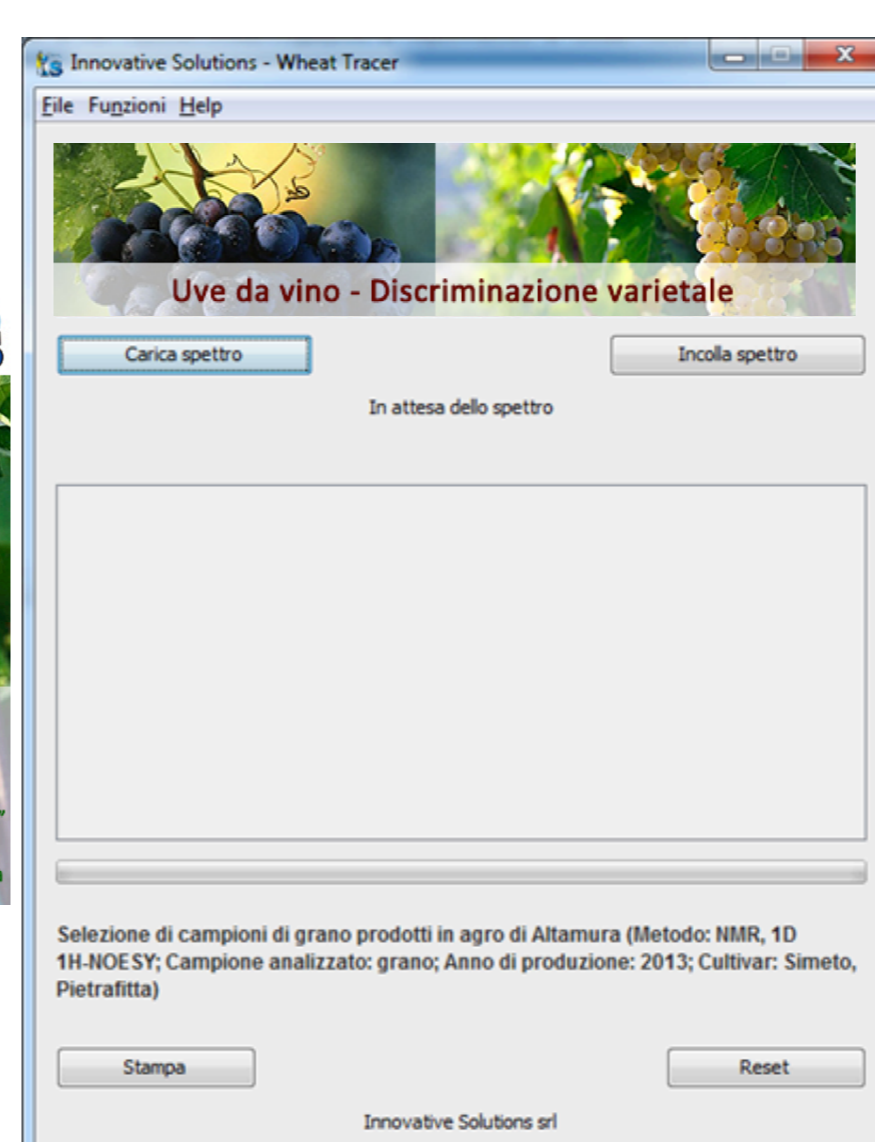 Innovative Solutions - Wheat Tracer
File Funzioni Help
Uve da vino - Discriminazione varietale
Carica spettro
Incolla spettro
In attesa dello spettro
Selezione di campioni di grano prodotti in agro di Altamura (Metodo: NMR, 1D
1H-NOESY; Campione analizzato: grano; Anno di produzione: 2013; Cultivar: Simeto,
Pietrafitta)
Stampa
Reset
Innovative Solutions srl